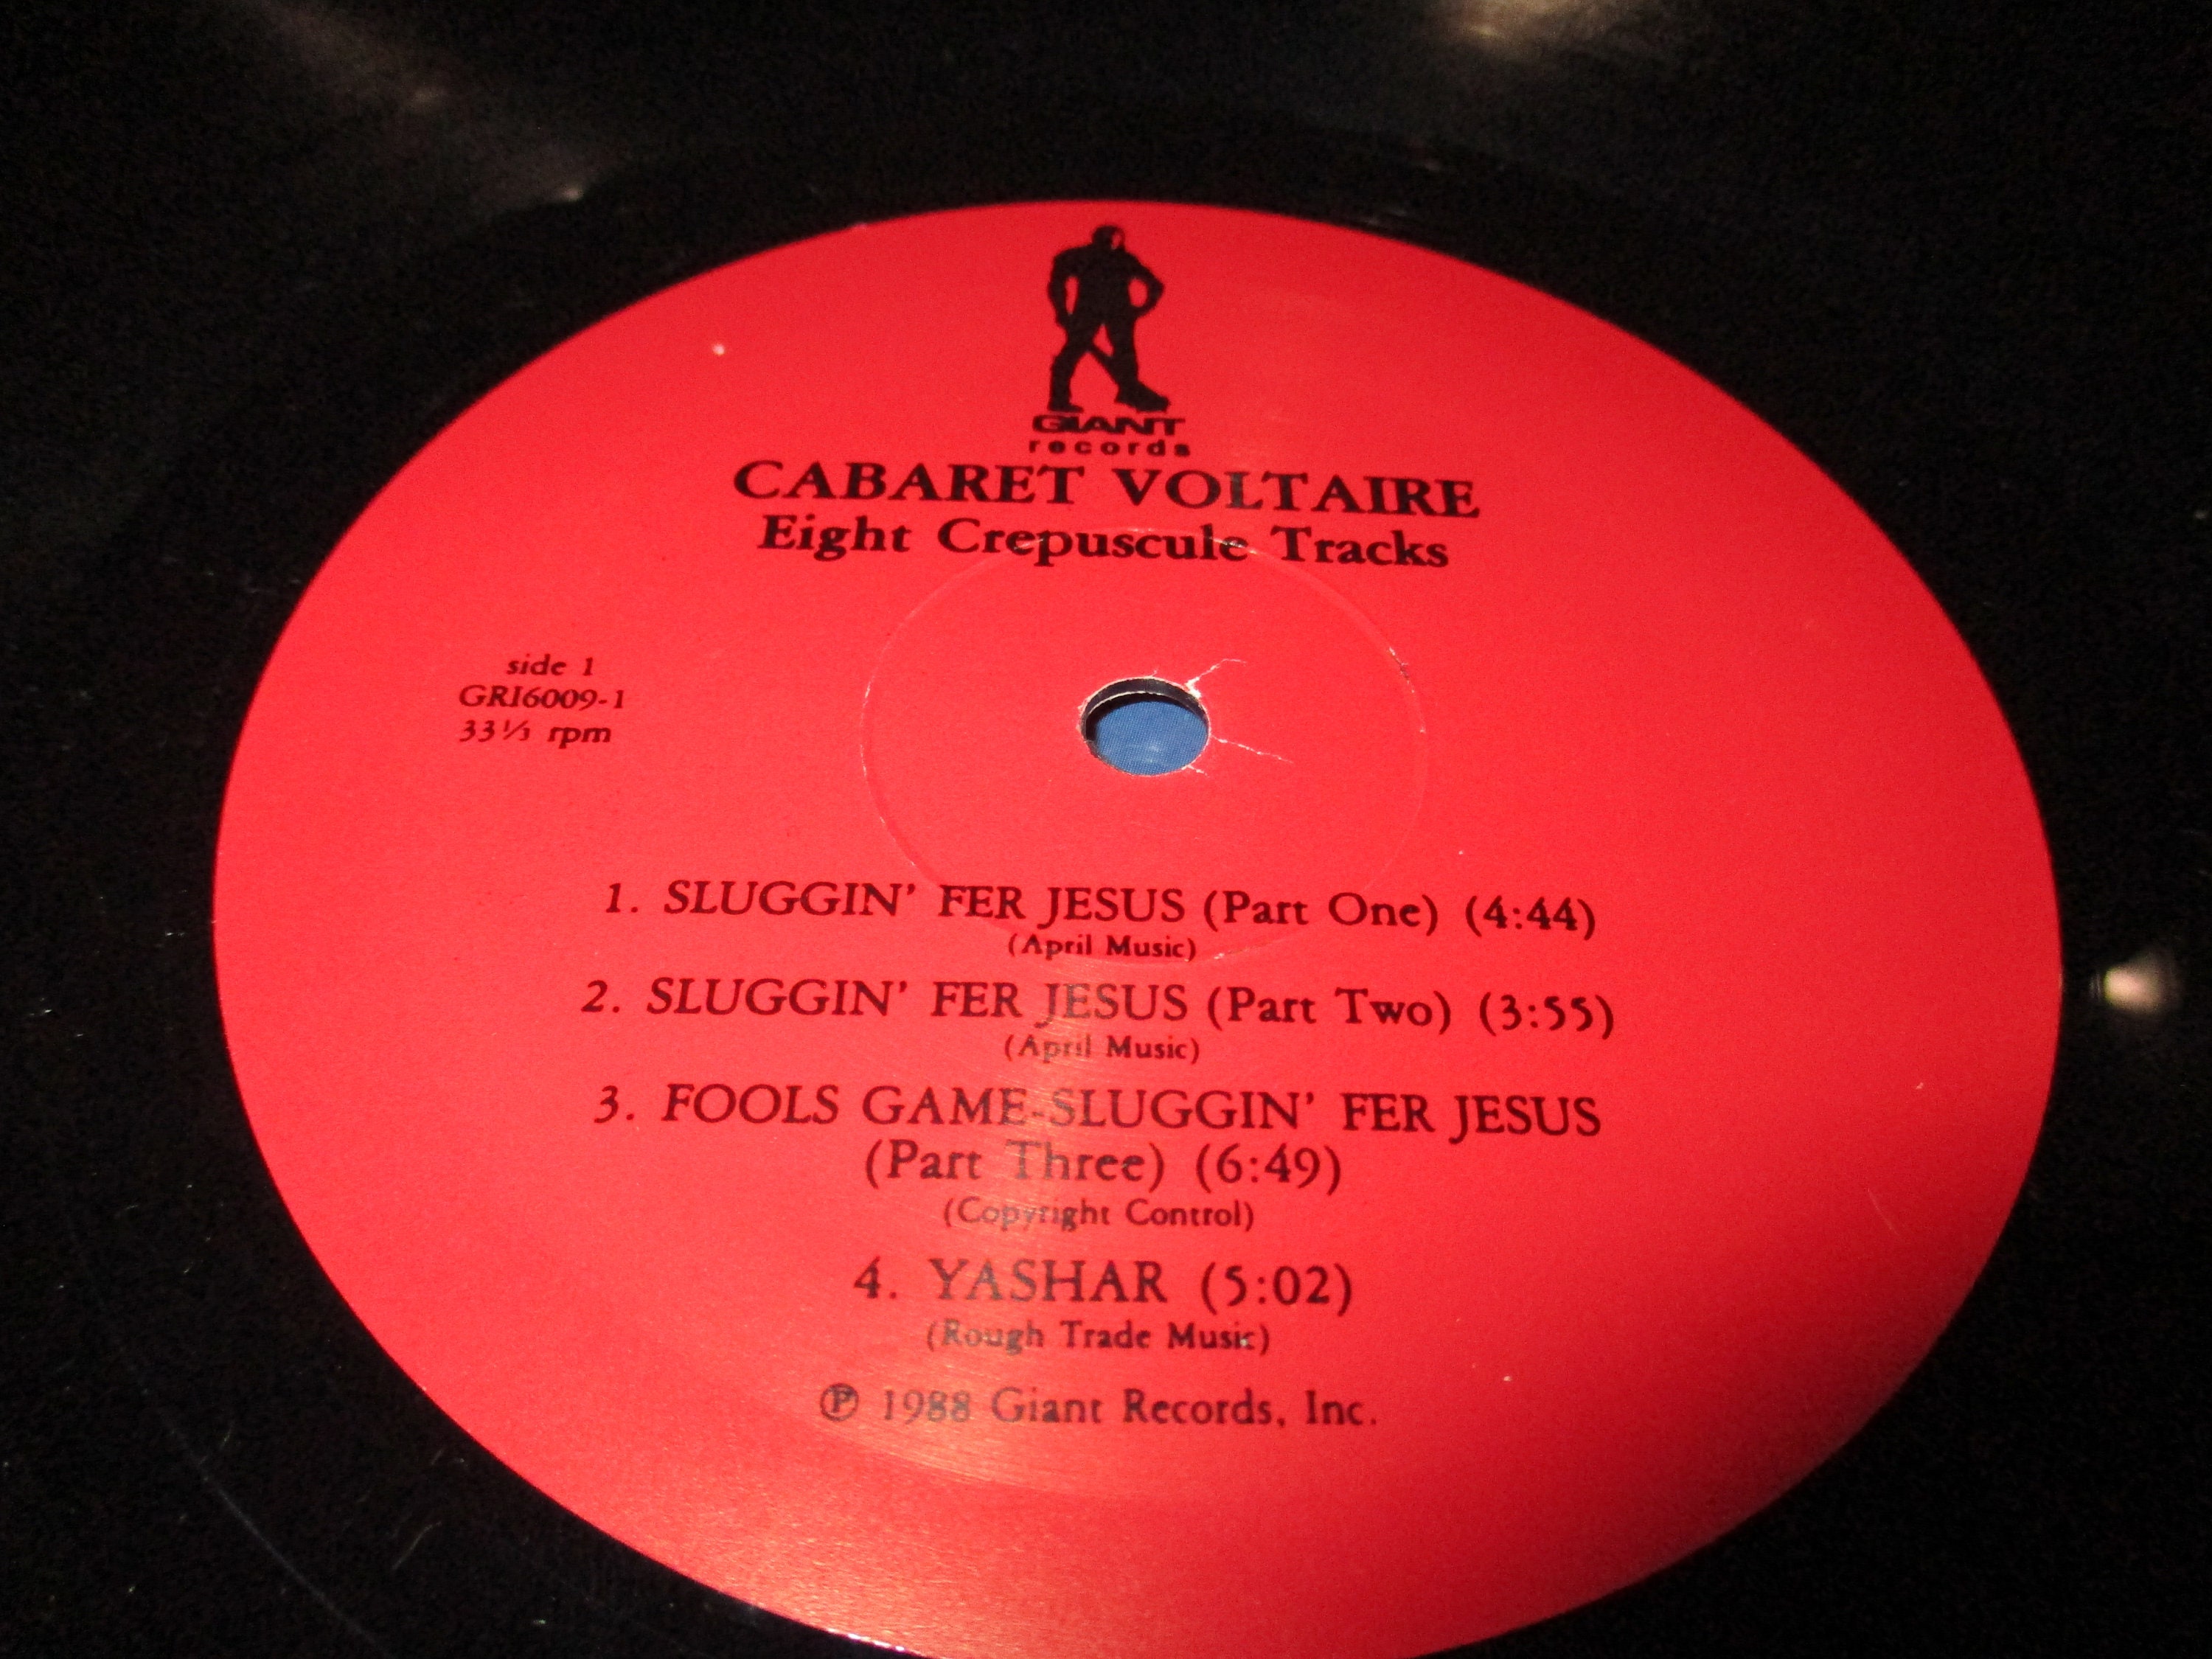 GIANT
records
CABARET VOLTAIRE
Eight Crepuscule Tracks
side 1
GRI6009-1
33⅓ rpm
1. SLUGGIN' FER JESUS (Part One) (4:44)
(April Music)
2. SLUGGIN' FER JESUS (Part Two) (3:55)
(April Music)
3. FOOLS GAME-SLUGGIN' FER JESUS
(Part Three) (6:49)
(Copyright Control)
4. YASHAR (5:02)
(Rough Trade Music)
℗ 1988 Giant Records, Inc.